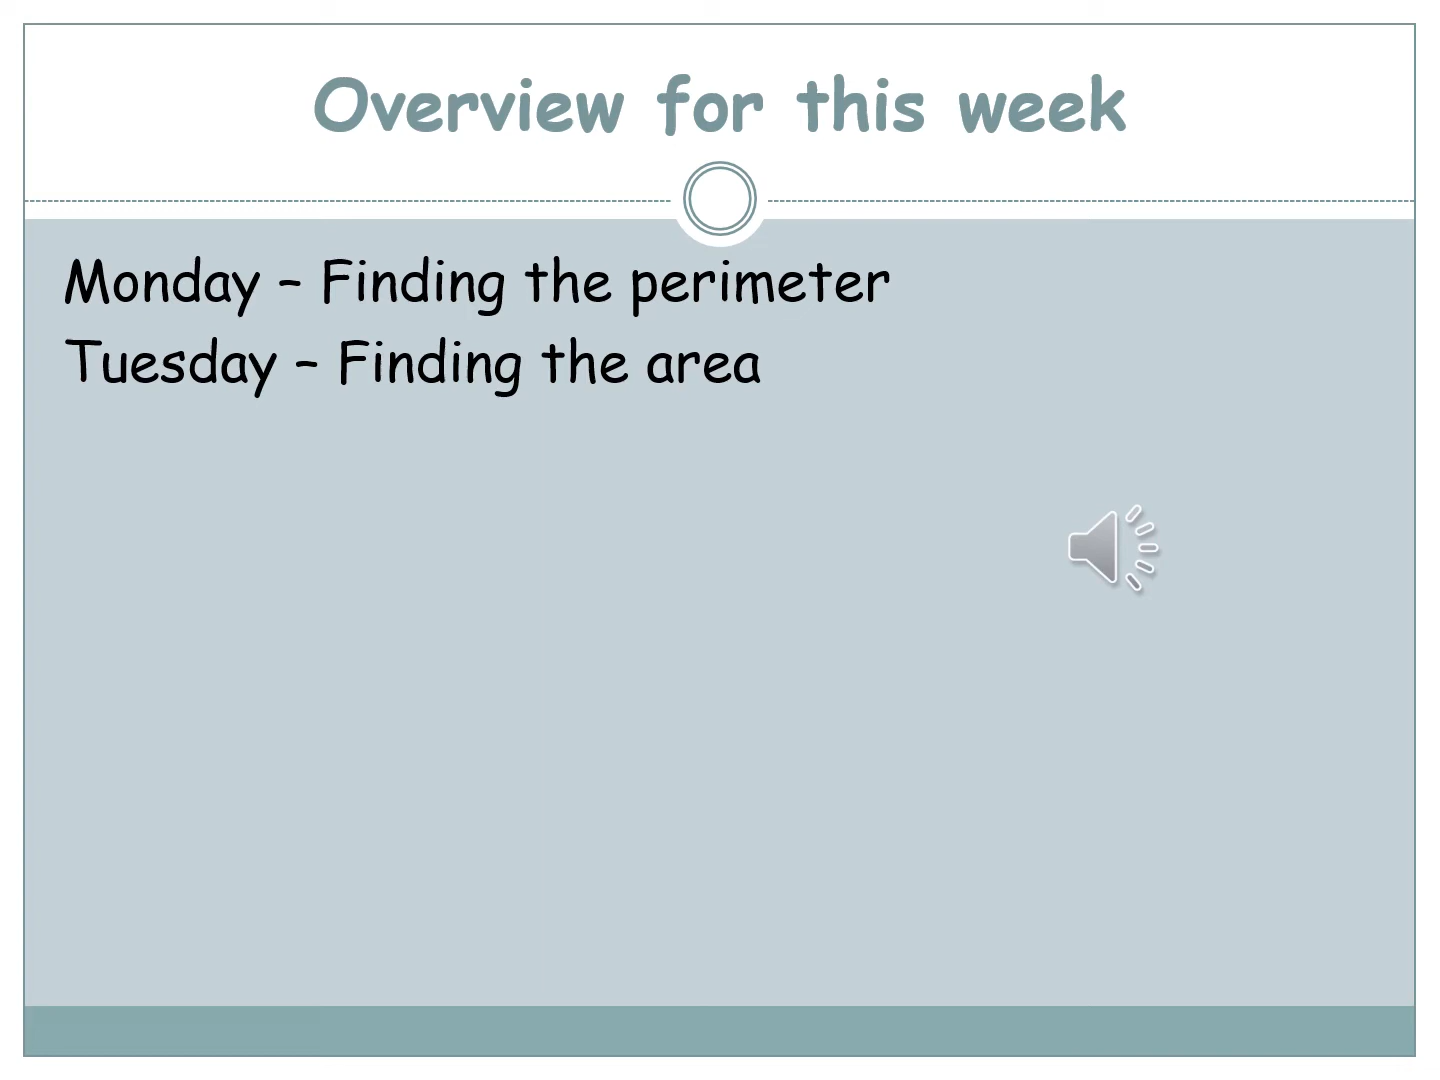 Overview for this week
Monday – Finding the perimeter
Tuesday – Finding the area